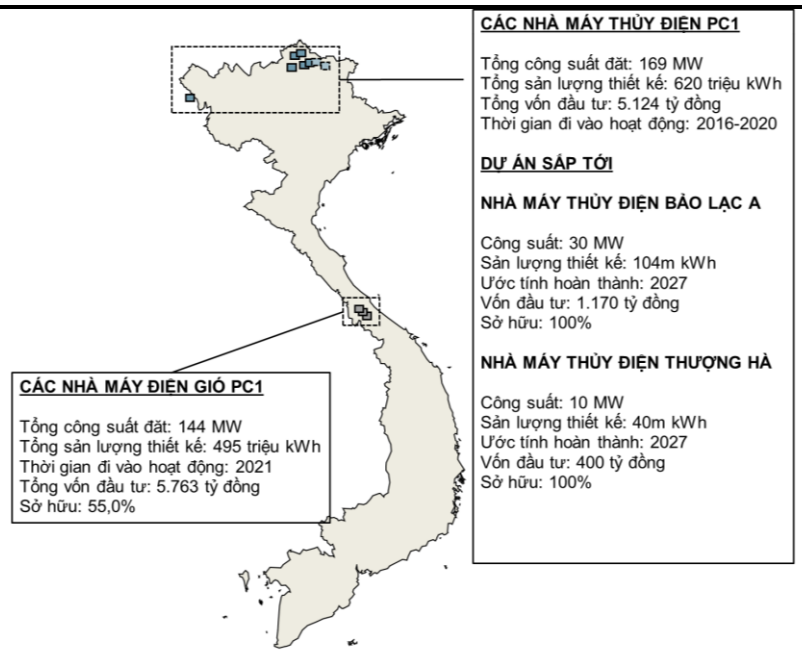 CÁC NHÀ MÁY THỦY ĐIỆN PC1
Tổng công suất đăt: 169 MW
Tổng sản lượng thiết kế: 620 triệu kWh
Tổng vốn đầu tư: 5.124 tỷ đồng
Thời gian đi vào hoạt động: 2016-2020
DỰ ÁN SẮP TỚI
NHÀ MÁY THỦY ĐIỆN BẢO LẠC A
Công suất: 30 MW
Sản lượng thiết kế: 104m kWh
Ước tính hoàn thành: 2027
Vốn đầu tư: 1.170 tỷ đồng
Sở hữu: 100%
NHÀ MÁY THỦY ĐIỆN THƯỢNG HÀ
Công suất: 10 MW
Sản lượng thiết kế: 40m kWh
Ước tính hoàn thành: 2027
Vốn đầu tư: 400 tỷ đồng
Sở hữu: 100%
CÁC NHÀ MÁY ĐIỆN GIÓ PC1
Tổng công suất đăt: 144 MW
Tổng sản lượng thiết kế: 495 triệu kWh
Thời gian đi vào hoạt động: 2021
Tổng vốn đầu tư: 5.763 tỷ đồng
Sở hữu: 55,0%